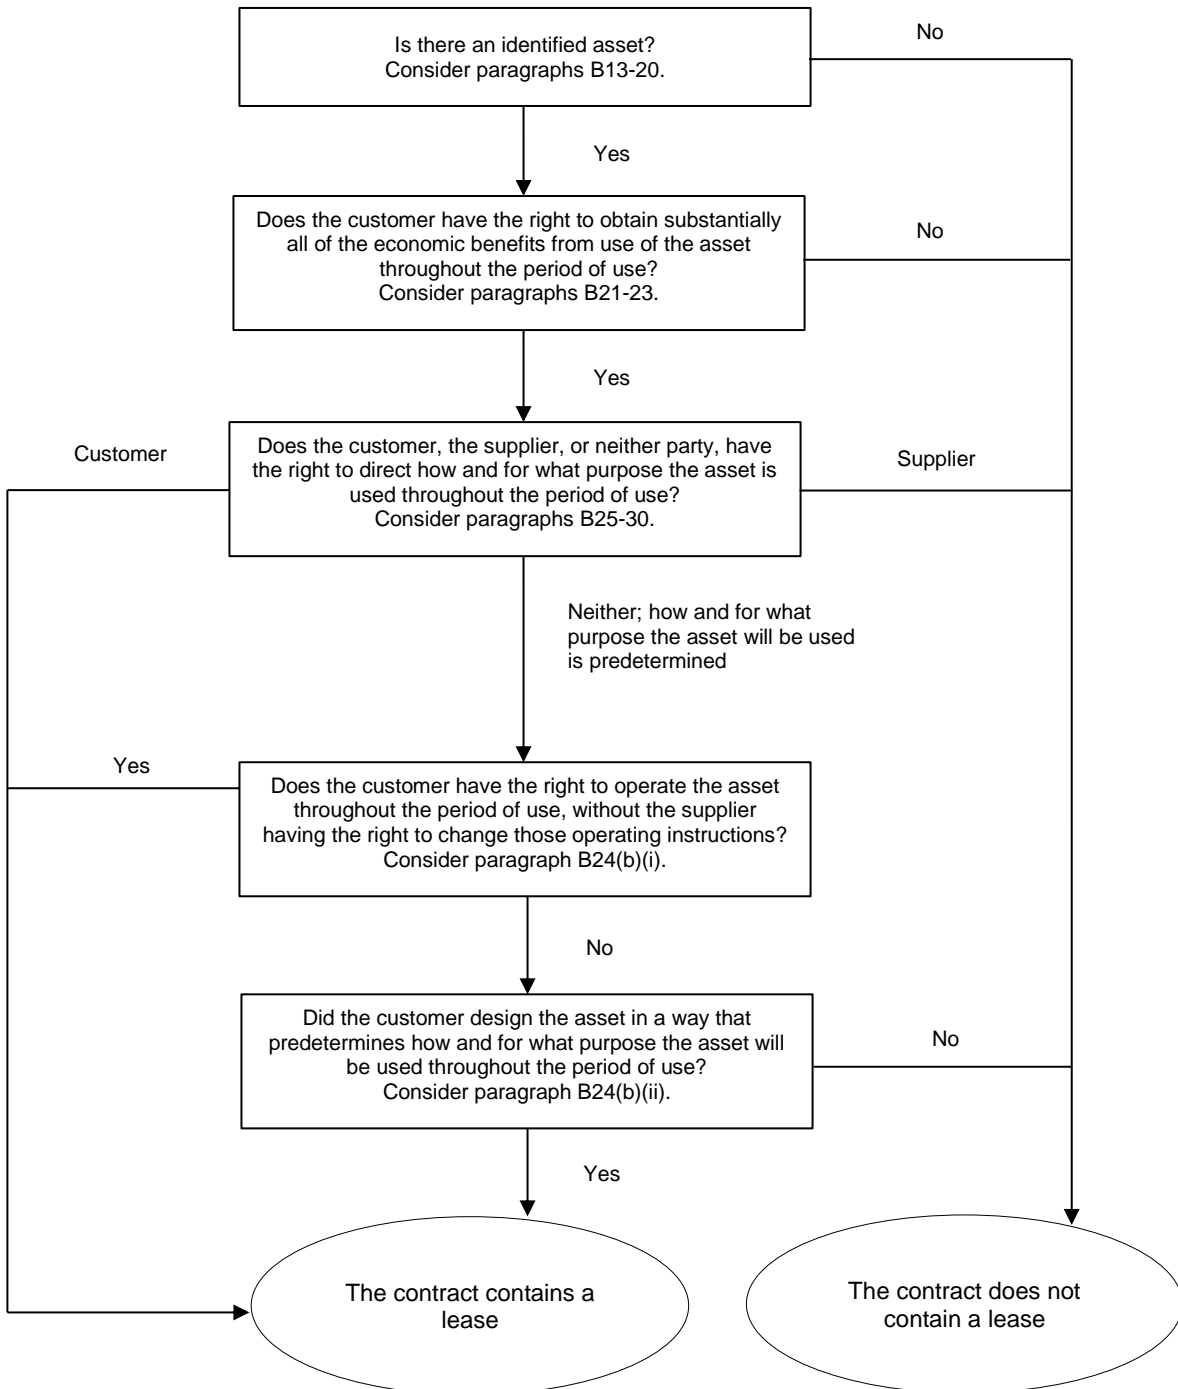 Is there an identified asset?
Consider paragraphs B13-20.
No
Yes
Does the customer have the right to obtain substantially
all of the economic benefits from use of the asset
throughout the period of use?
Consider paragraphs B21-23.
No
Yes
Customer
Does the customer, the supplier, or neither party, have
the right to direct how and for what purpose the asset is
used throughout the period of use?
Consider paragraphs B25-30.
Supplier
Neither; how and for what
purpose the asset will be used
is predetermined
Yes
Does the customer have the right to operate the asset
throughout the period of use, without the supplier
having the right to change those operating instructions?
Consider paragraph B24(b)(i).
No
Did the customer design the asset in a way that
predetermines how and for what purpose the asset will
be used throughout the period of use?
Consider paragraph B24(b)(ii).
No
Yes
The contract contains a
lease
The contract does not
contain a lease